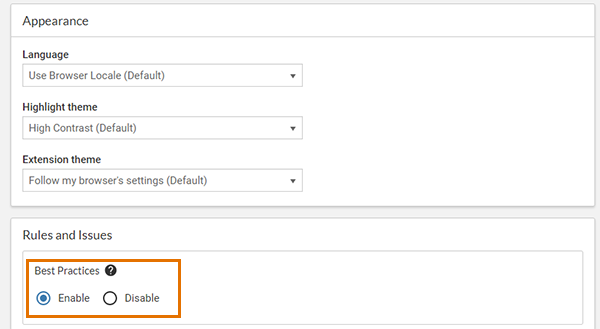 Appearance
Language
Use Browser Locale (Default)
Highlight theme
High Contrast (Default)
Extension theme
Follow my browser's settings (Default)
Rules and Issues
Best Practices ?
Enable Disable